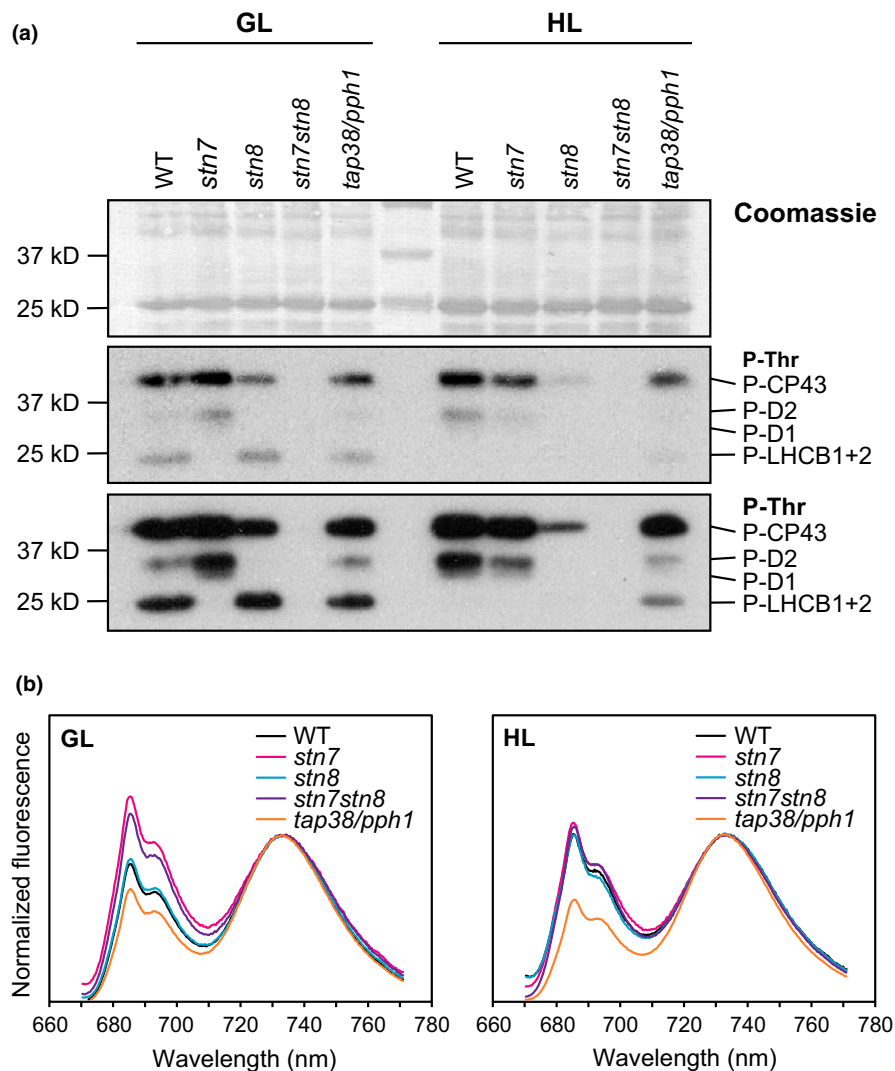 (a)
GL
HL
WT
stn7
stn8
stn7stn8
tap38/pph1
WT
stn7
stn8
stn7stn8
tap38/pph1
Coomassie
37 kD
25 kD
P-Thr
P-CP43
37 kD
P-D2
P-D1
25 kD
P-LHCB1+2
P-Thr
P-CP43
37 kD
P-D2
P-D1
25 kD
P-LHCB1+2
(b)
Normalized fluorescence
GL
WT
stn7
stn8
stn7stn8
tap38/pph1
660 680 700 720 740 760 780
Wavelength (nm)
HL
WT
stn7
stn8
stn7stn8
tap38/pph1
660 680 700 720 740 760 780
Wavelength (nm)